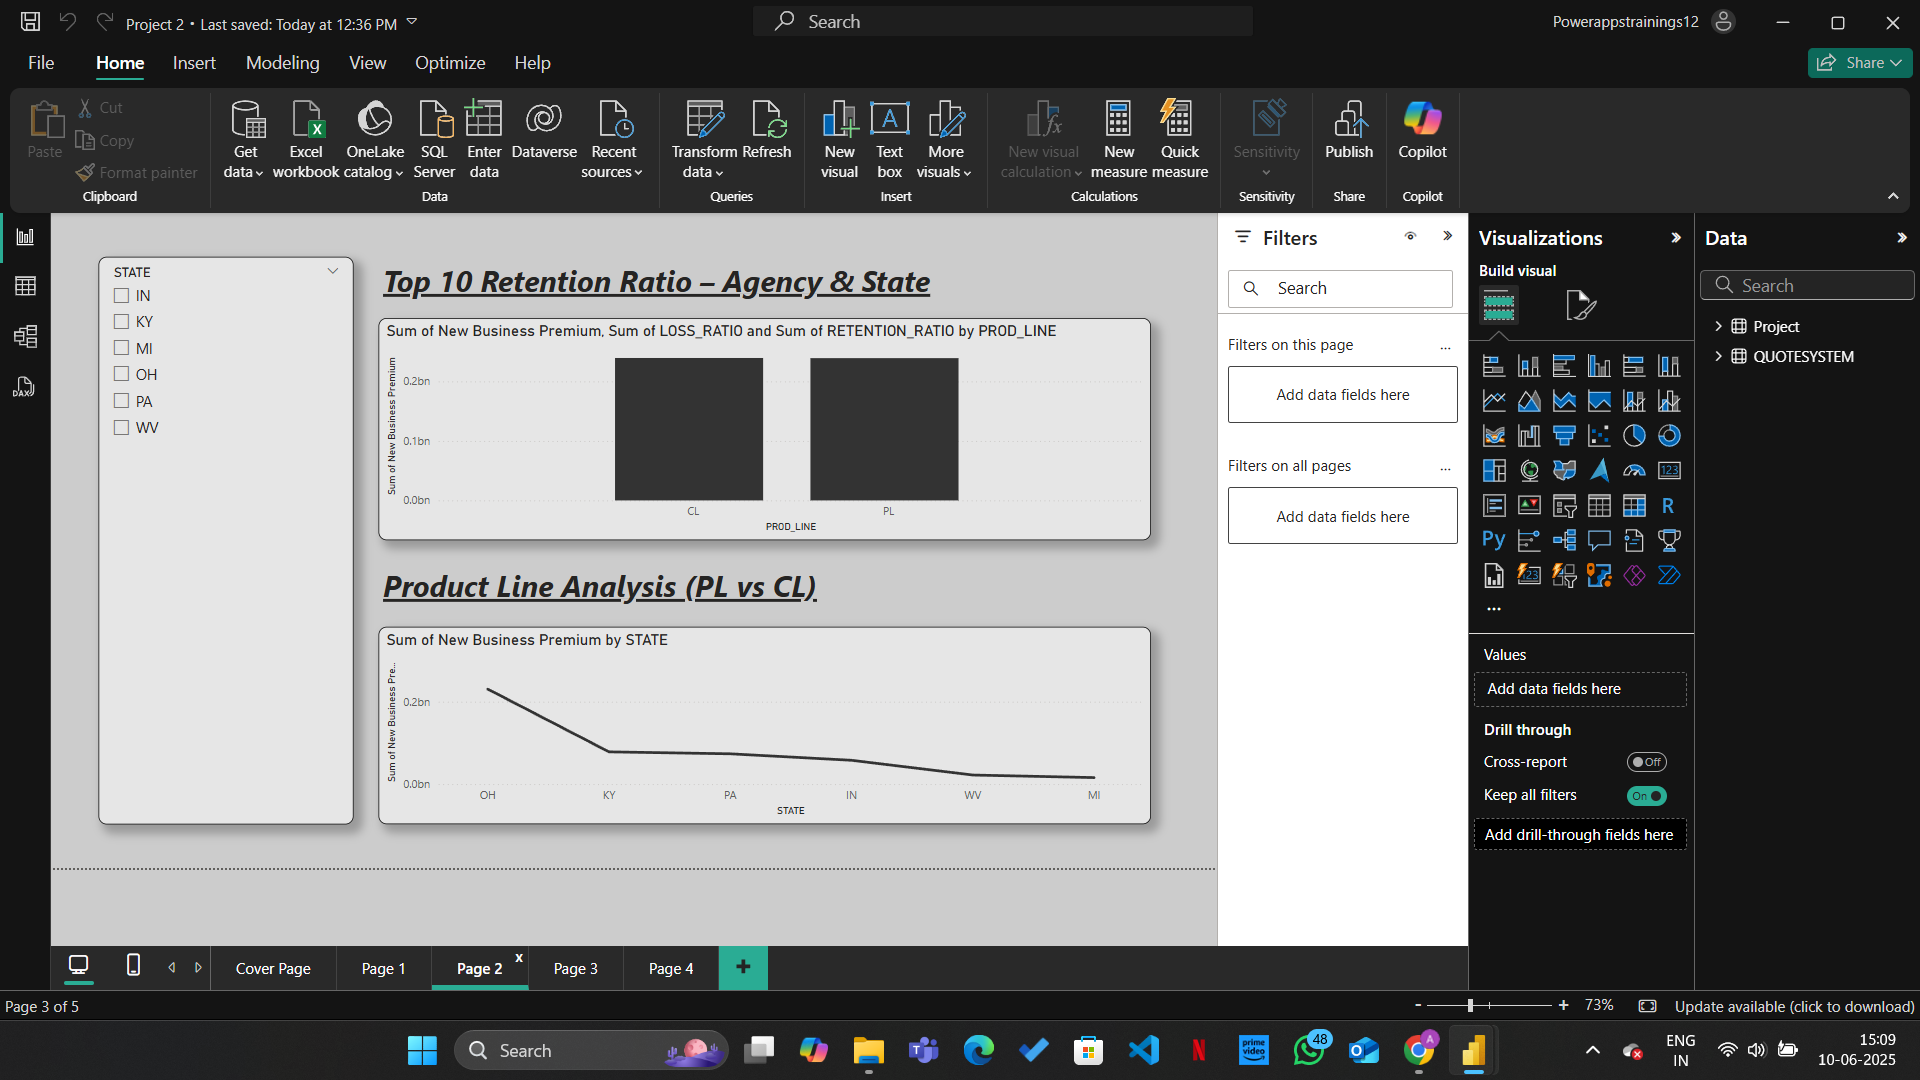 Project 2 • Last saved: Today at 12:36 PM
Search
Powerappstrainings12
File
Home
Insert
Modeling
View
Optimize
Help
Share
Paste
Cut
Copy
Format painter
Clipboard
Get data
Excel workbook
OneLake catalog
SQL Server
Enter data
Dataverse
Recent sources
Data
Transform data
Refresh
Queries
New visual
Text box
More visuals
Insert
New visual calculation
New measure
Quick measure
Calculations
Sensitivity
Sensitivity
Publish
Share
Copilot
Copilot
DAX
STATE
IN
KY
MI
OH
PA
WV
Top 10 Retention Ratio – Agency & State
Sum of New Business Premium, Sum of LOSS_RATIO and Sum of RETENTION_RATIO by PROD_LINE
Sum of New Business Premium
0.2bn
0.1bn
0.0bn
CL
PL
PROD_LINE
Product Line Analysis (PL vs CL)
Sum of New Business Premium by STATE
Sum of New Business Pre...
0.2bn
0.0bn
OH
KY
PA
IN
WV
MI
STATE
Filters
Search
Filters on this page
...
Add data fields here
Filters on all pages
...
Add data fields here
Visualizations
Build visual
123
R
Py
123
...
Values
Add data fields here
Drill through
Cross-report
Off
Keep all filters
On
Add drill-through fields here
Data
Search
Project
QUOTESYSTEM
Cover Page
Page 1
Page 2
x
Page 3
Page 4
+
Page 3 of 5
-
+
73%
Update available (click to download)
Search
T
N
prime video
48
O
A
ENG
IN
15:09
10-06-2025